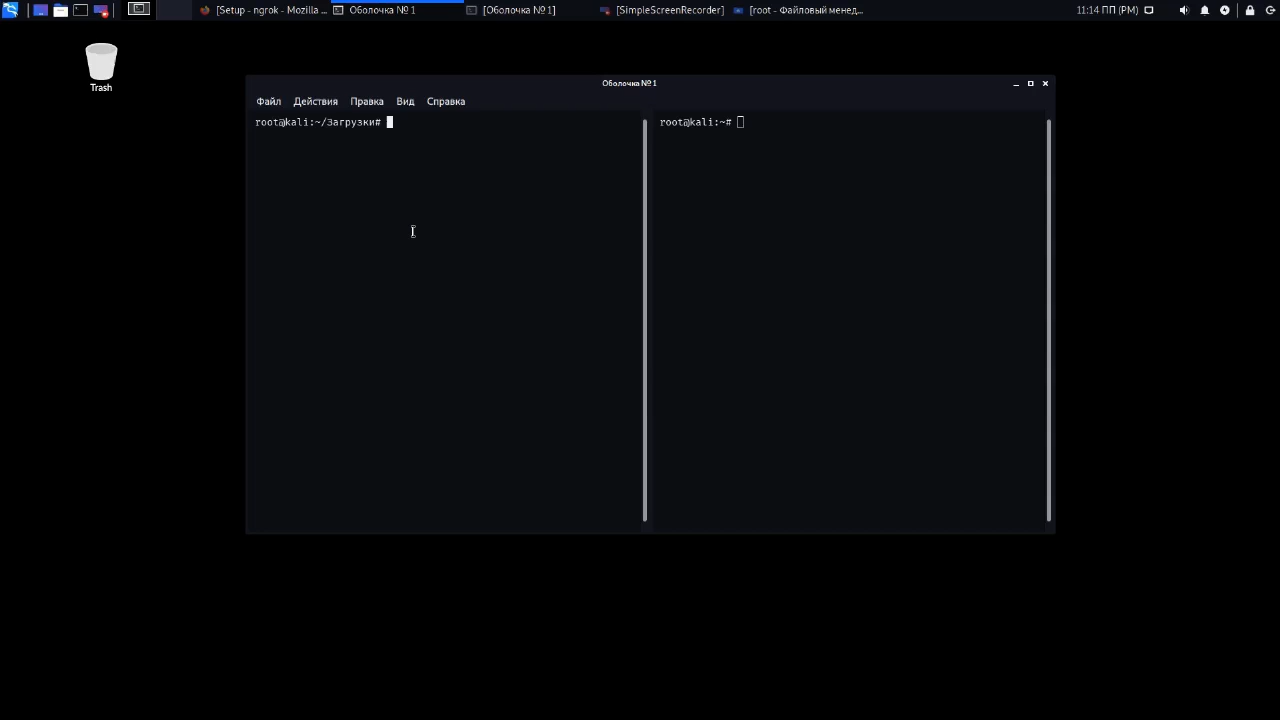 [Setup - ngrok - Mozilla ... Оболочка № 1 [Оболочка № 1] [SimpleScreenRecorder] [root - Файловый менед... 11:14 ПП (PM)
Trash
Оболочка № 1
Файл Действия Правка Вид Справка
root@kali:~/Загрузки# root@kali:~#